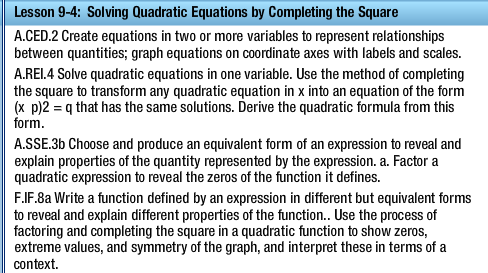 Lesson 9-4:  Solving Quadratic Equations by Completing the Square
A.CED.2 Create equations in two or more variables to represent relationships
between quantities; graph equations on coordinate axes with labels and scales.
A.REI.4 Solve quadratic equations in one variable. Use the method of completing
the square to transform any quadratic equation in x into an equation of the form
(x  p)2 = q that has the same solutions. Derive the quadratic formula from this
form.
A.SSE.3b Choose and produce an equivalent form of an expression to reveal and
explain properties of the quantity represented by the expression. a. Factor a
quadratic expression to reveal the zeros of the function it defines.
F.IF.8a Write a function defined by an expression in different but equivalent forms
to reveal and explain different properties of the function.. Use the process of
factoring and completing the square in a quadratic function to show zeros,
extreme values, and symmetry of the graph, and interpret these in terms of a
context.